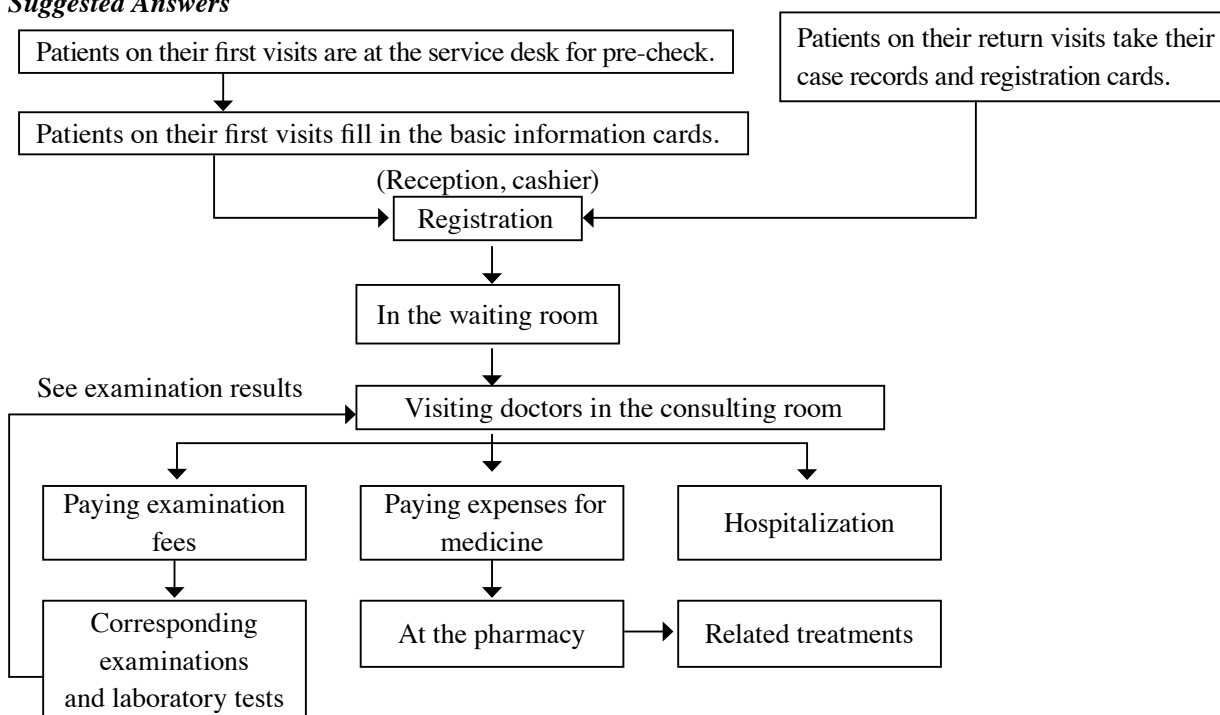 Suggested Answers
Patients on their first visits are at the service desk for pre-check.
Patients on their return visits take their
case records and registration cards.
Patients on their first visits fill in the basic information cards.
(Reception, cashier)
Registration
In the waiting room
See examination results
Visiting doctors in the consulting room
Paying examination
fees
Paying expenses for
medicine
Hospitalization
Corresponding
examinations
and laboratory tests
At the pharmacy
Related treatments